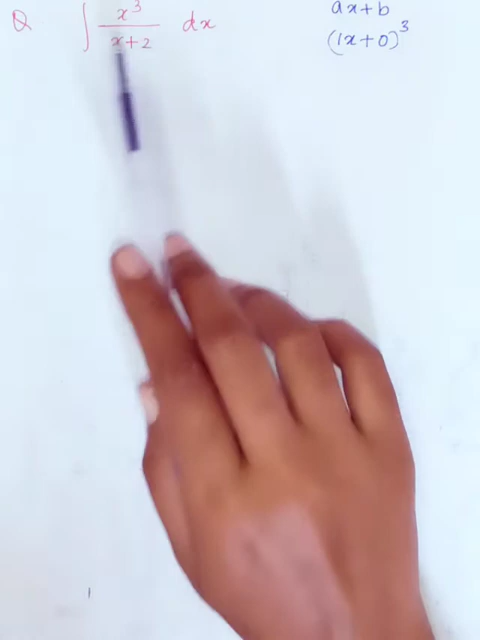 Q ∫ x³/(x+2) dx
ax+b
(1x+0)³